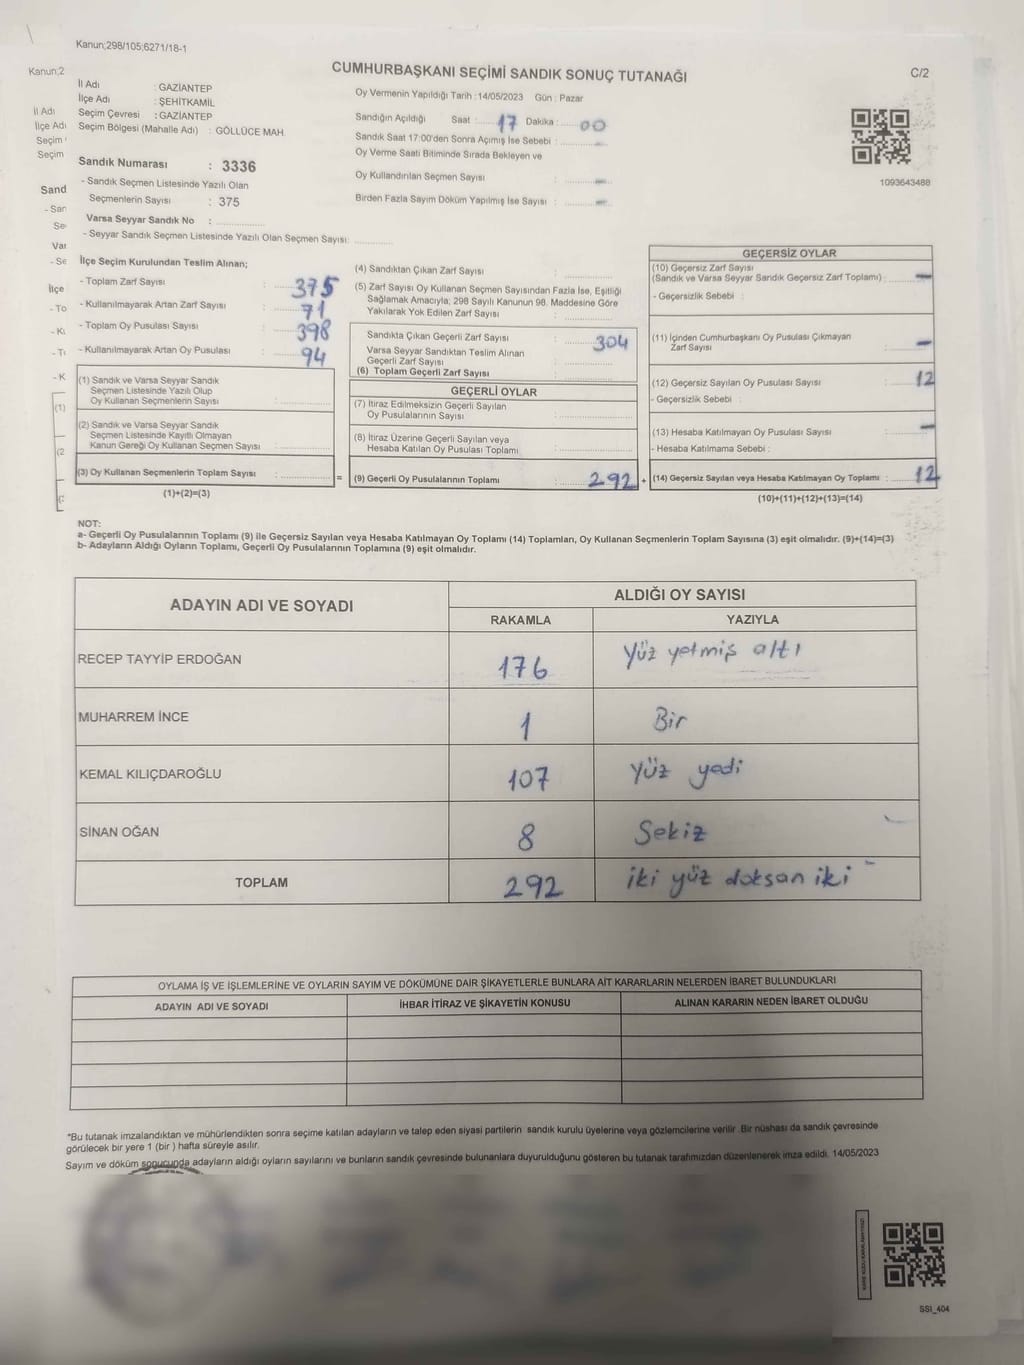 Kanun;298/105;6271/18-1
Kanun;2
CUMHURBAŞKANI SEÇİMİ SANDIK SONUÇ TUTANAĞI
C/2
İl Adı : GAZİANTEP
İlçe Adı : ŞEHİTKAMİL
Seçim Çevresi : GAZİANTEP
Seçim Bölgesi (Mahalle Adı) : GÖLLÜCE MAH.
Sandık Numarası : 3336
- Sandık Seçmen Listesinde Yazılı Olan
Seçmenlerin Sayısı : 375
Varsa Seyyar Sandık No :
- Seyyar Sandık Seçmen Listesinde Yazılı Olan Seçmen Sayısı:
İl Adı
İlçe Adı
Seçim
Seçim
Sand
Oy Vermenin Yapıldığı Tarih : 14/05/2023 Gün : Pazar
Sandığın Açıldığı Saat : 17 Dakika : 00
Sandık Saat 17:00'den Sonra Açımış İse Sebebi : -
Oy Verme Saati Bitiminde Sırada Bekleyen ve
Oy Kullandırılan Seçmen Sayısı : -
Birden Fazla Sayım Döküm Yapılmış İse Sayısı : -
1093643488
İlçe Seçim Kurulundan Teslim Alınan;
- Toplam Zarf Sayısı : 375
- Kullanılmayarak Artan Zarf Sayısı : 71
- Toplam Oy Pusulası Sayısı : 398
- Kullanılmayarak Artan Oy Pusulası : 94
(1) Sandık ve Varsa Seyyar Sandık
Seçmen Listesinde Yazılı Olup
Oy Kullanan Seçmenlerin Sayısı :
(2) Sandık ve Varsa Seyyar Sandık
Seçmen Listesinde Kayıtlı Olmayan
Kanun Gereği Oy Kullanan Seçmen Sayısı :
(3) Oy Kullanan Seçmenlerin Toplam Sayısı :
(1)+(2)=(3)
(4) Sandıktan Çıkan Zarf Sayısı :
(5) Zarf Sayısı Oy Kullanan Seçmen Sayısından Fazla İse, Eşitliği
Sağlamak Amacıyla; 298 Sayılı Kanunun 98. Maddesine Göre
Yakılarak Yok Edilen Zarf Sayısı :
Sandıkta Çıkan Geçerli Zarf Sayısı : 304
Varsa Seyyar Sandıktan Teslim Alınan
Geçerli Zarf Sayısı :
(6) Toplam Geçerli Zarf Sayısı :
GEÇERLİ OYLAR
(7) İtiraz Edilmeksizin Geçerli Sayılan
Oy Pusulalarının Sayısı :
(8) İtiraz Üzerine Geçerli Sayılan veya
Hesaba Katılan Oy Pusulası Toplamı :
= (9) Geçerli Oy Pusulalarının Toplamı : 292 +
GEÇERSİZ OYLAR
(10) Geçersiz Zarf Sayısı
(Sandık ve Varsa Seyyar Sandık Geçersiz Zarf Toplamı) : -
- Geçersizlik Sebebi :
(11) İçinden Cumhurbaşkanı Oy Pusulası Çıkmayan
Zarf Sayısı : -
(12) Geçersiz Sayılan Oy Pusulası Sayısı : 12
- Geçersizlik Sebebi :
(13) Hesaba Katılmayan Oy Pusulası Sayısı : -
- Hesaba Katılmama Sebebi :
(14) Geçersiz Sayılan veya Hesaba Katılmayan Oy Toplamı : 12
(10)+(11)+(12)+(13)=(14)
NOT:
a- Geçerli Oy Pusulalarının Toplamı (9) ile Geçersiz Sayılan veya Hesaba Katılmayan Oy Toplamı (14) Toplamları, Oy Kullanan Seçmenlerin Toplam Sayısına (3) eşit olmalıdır. (9)+(14)=(3)
b- Adayların Aldığı Oyların Toplamı, Geçerli Oy Pusulalarının Toplamına (9) eşit olmalıdır.
ADAYIN ADI VE SOYADI
ALDIĞI OY SAYISI
RAKAMLA YAZIYLA
RECEP TAYYİP ERDOĞAN 176 Yüz yetmiş altı
MUHARREM İNCE 1 Bir
KEMAL KILIÇDAROĞLU 107 Yüz yedi
SİNAN OĞAN 8 Sekiz
TOPLAM 292 iki yüz doksan iki
OYLAMA İŞ VE İŞLEMLERİNE VE OYLARIN SAYIM VE DÖKÜMÜNE DAİR ŞİKAYETLERLE BUNLARA AİT KARARLARIN NELERDEN İBARET BULUNDUKLARI
ADAYIN ADI VE SOYADI İHBAR İTİRAZ VE ŞİKAYETİN KONUSU ALINAN KARARIN NEDEN İBARET OLDUĞU
*Bu tutanak imzalandıktan ve mühürlendikten sonra seçime katılan adayların ve talep eden siyasi partilerin sandık kurulu üyelerine veya gözlemcilerine verilir. Bir nüshası da sandık çevresinde
görülecek bir yere 1 (bir ) hafta süreyle asılır.
Sayım ve döküm sonucunda adayların aldığı oyların sayılarını ve bunların sandık çevresinde bulunanlara duyurulduğunu gösteren bu tutanak tarafımızdan düzenlenerek imza edildi. 14/05/2023
SSI_404